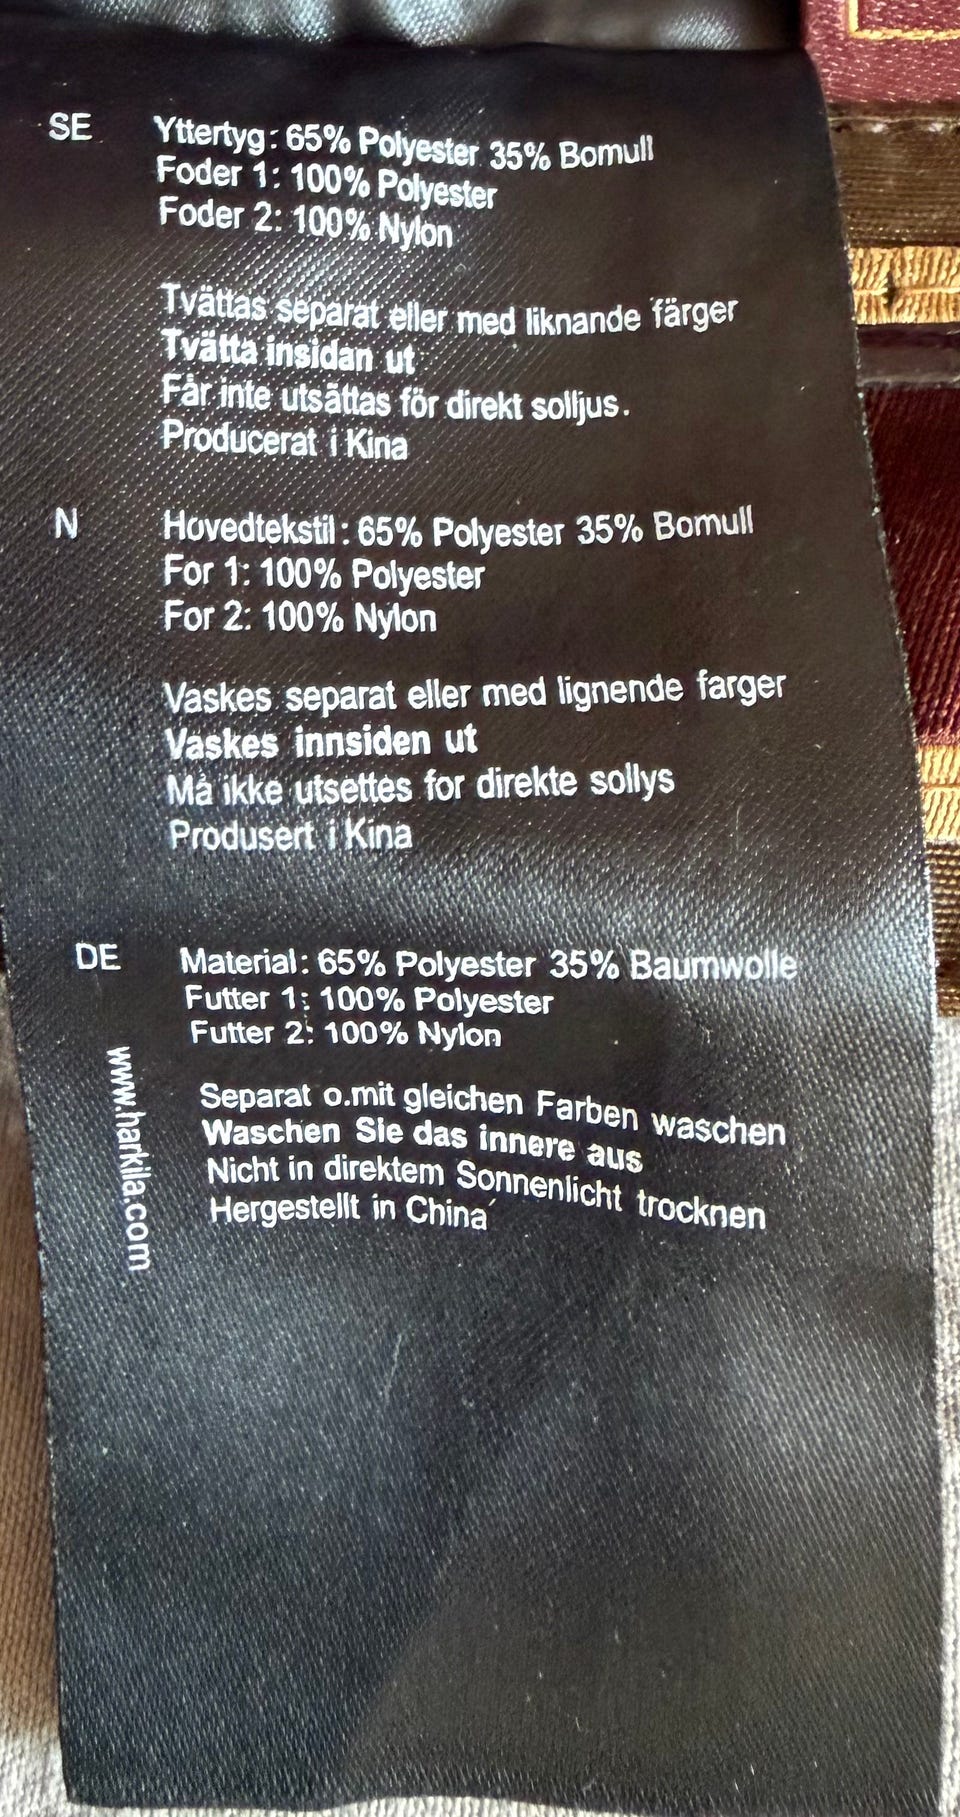 SE
Yttertyg: 65% Polyester 35% Bomull
Foder 1: 100% Polyester
Foder 2: 100% Nylon
Tvättas separat eller med liknande färger
Tvätta insidan ut
Får inte utsättas för direkt solljus.
Producerat i Kina
N
Hovedtekstil: 65% Polyester 35% Bomull
For 1: 100% Polyester
For 2: 100% Nylon
Vaskes separat eller med lignende farger
Vaskes innsiden ut
Må ikke utsettes for direkte sollys
Produsert i Kina
DE
Material: 65% Polyester 35% Baumwolle
Futter 1: 100% Polyester
Futter 2: 100% Nylon
Separat o.mit gleichen Farben waschen
Waschen Sie das innere aus
Nicht in direktem Sonnenlicht trocknen
Hergestellt in China
www.harkila.com